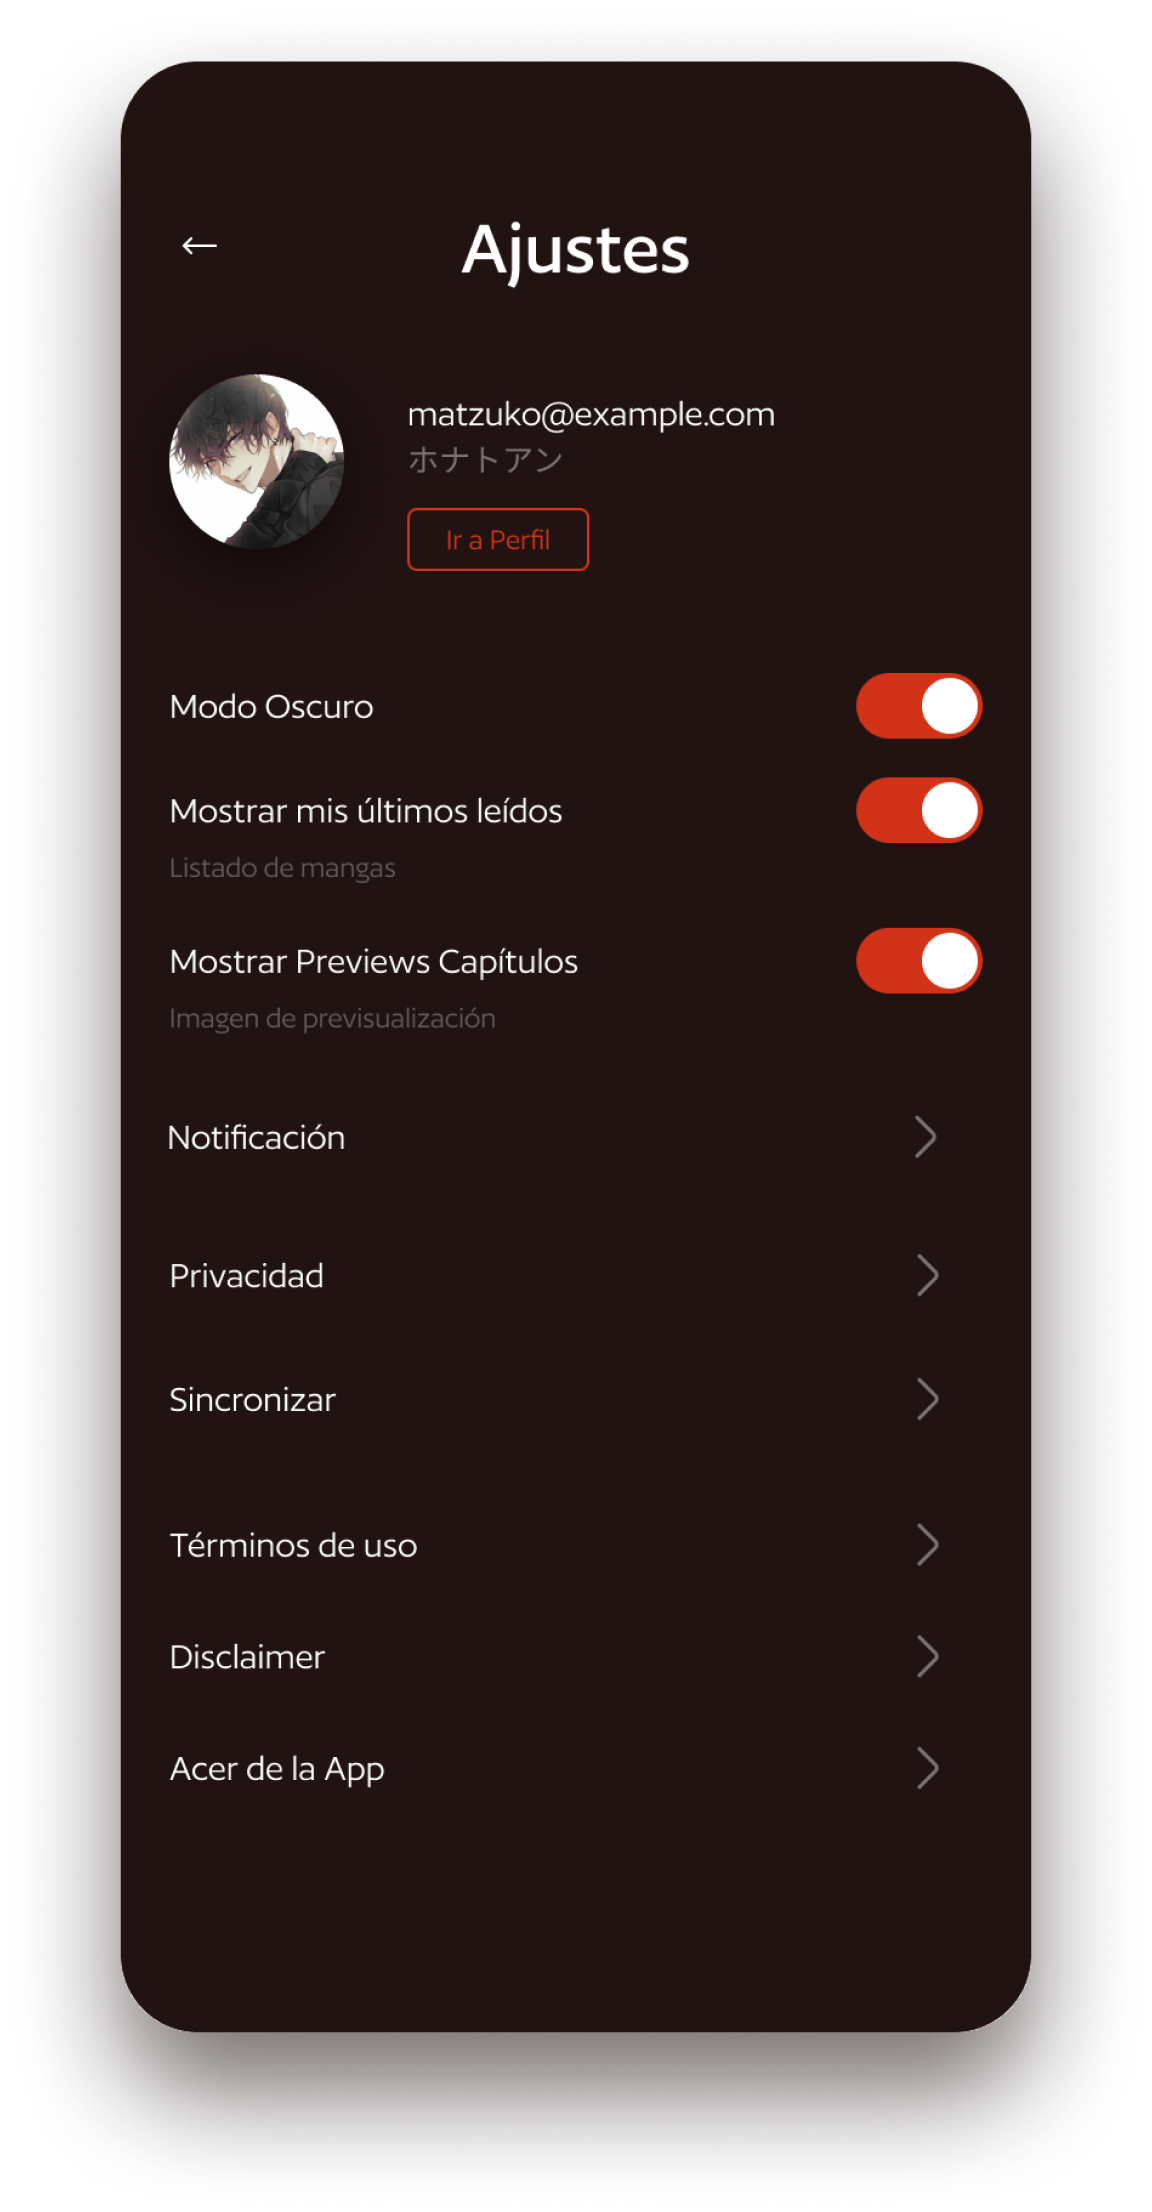 Ajustes
matzuko@example.com
ホナトアン
Ir a Perfil
Modo Oscuro
Mostrar mis últimos leídos
Listado de mangas
Mostrar Previews Capítulos
Imagen de previsualización
Notificación
Privacidad
Sincronizar
Términos de uso
Disclaimer
Acer de la App